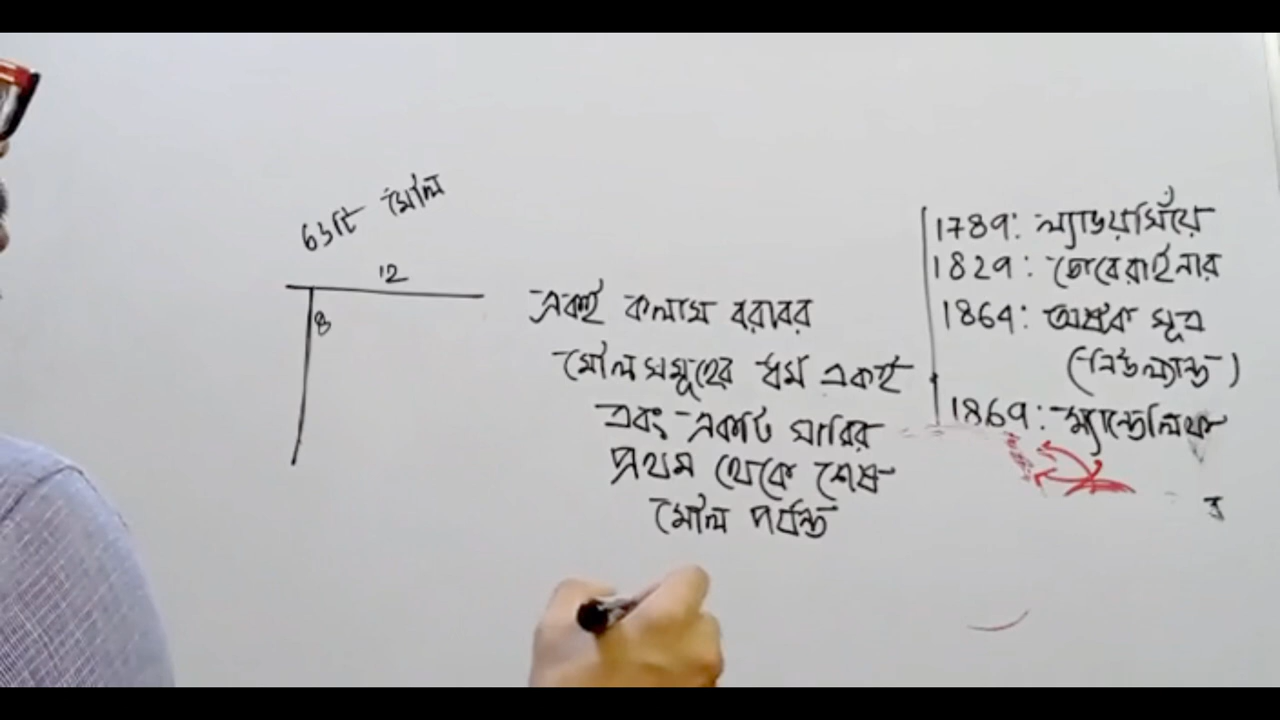 63টি মৌল
12
8
একই কলাম বরাবর
মৌলসমূহের ধর্ম একই
এবং একটি সারির
প্রথম থেকে শেষ
মৌল পর্যন্ত
1789: ল্যাভয়সিঁয়ে
1829: ডোবেরাইনার
1864: অষ্টক সূত্র
(নিউল্যান্ড)
1869: ম্যান্ডেলিফ